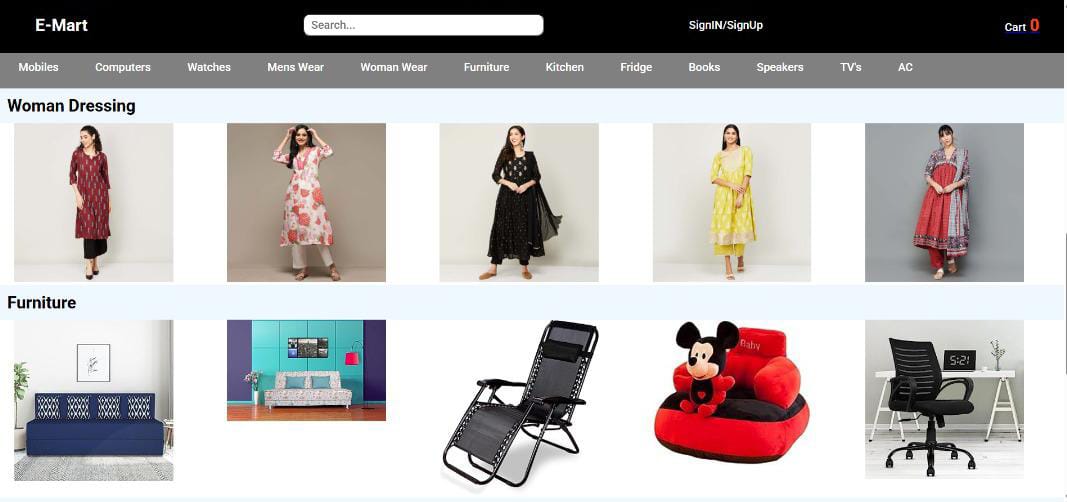 E-Mart
Search...
SignIN/SignUp
Cart 0
Mobiles Computers Watches Mens Wear Woman Wear Furniture Kitchen Fridge Books Speakers TV's AC
Woman Dressing
Furniture
Baby
5:21